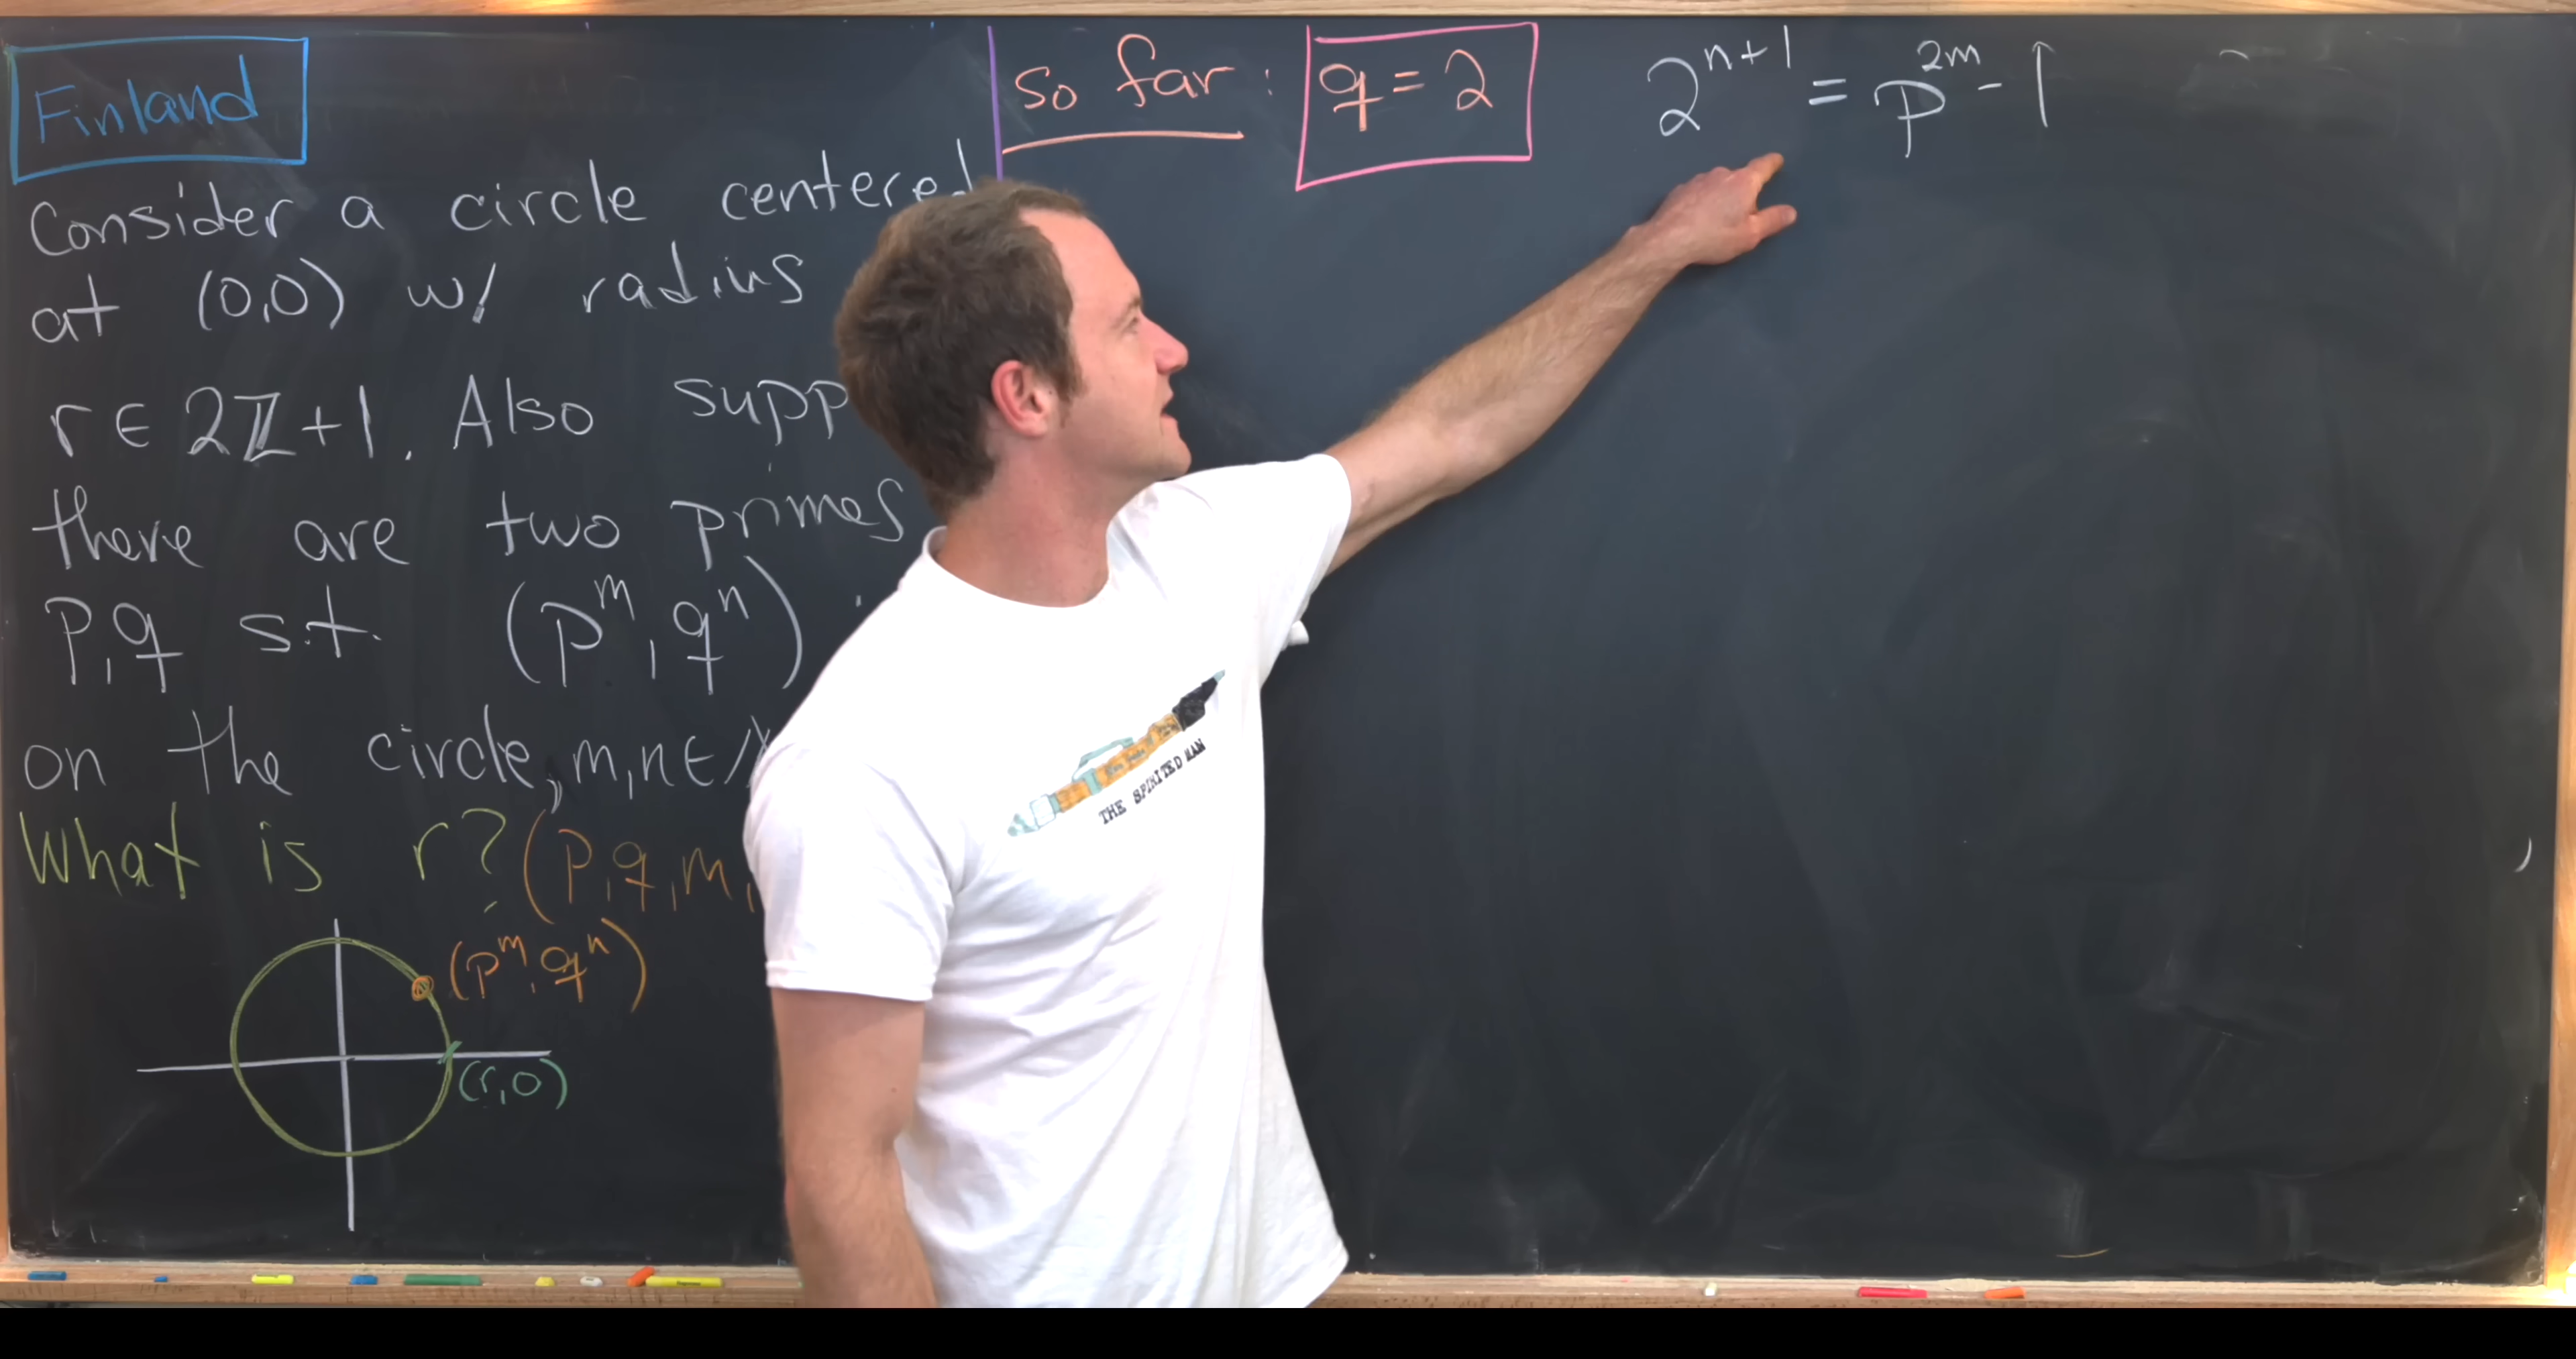 Finland
Consider a circle centered
at (0,0) w/ radius
r ∈ 2ℤ+1. Also supp
there are two primes
p,q s.t. (p^m, q^n)
on the circle, m,n ∈
What is r? (p,q,m,
(p^m, q^n)
(r,0)
so far: q = 2
2^{n+1} = p^{2m} - 1
THE SPIRITED MAN